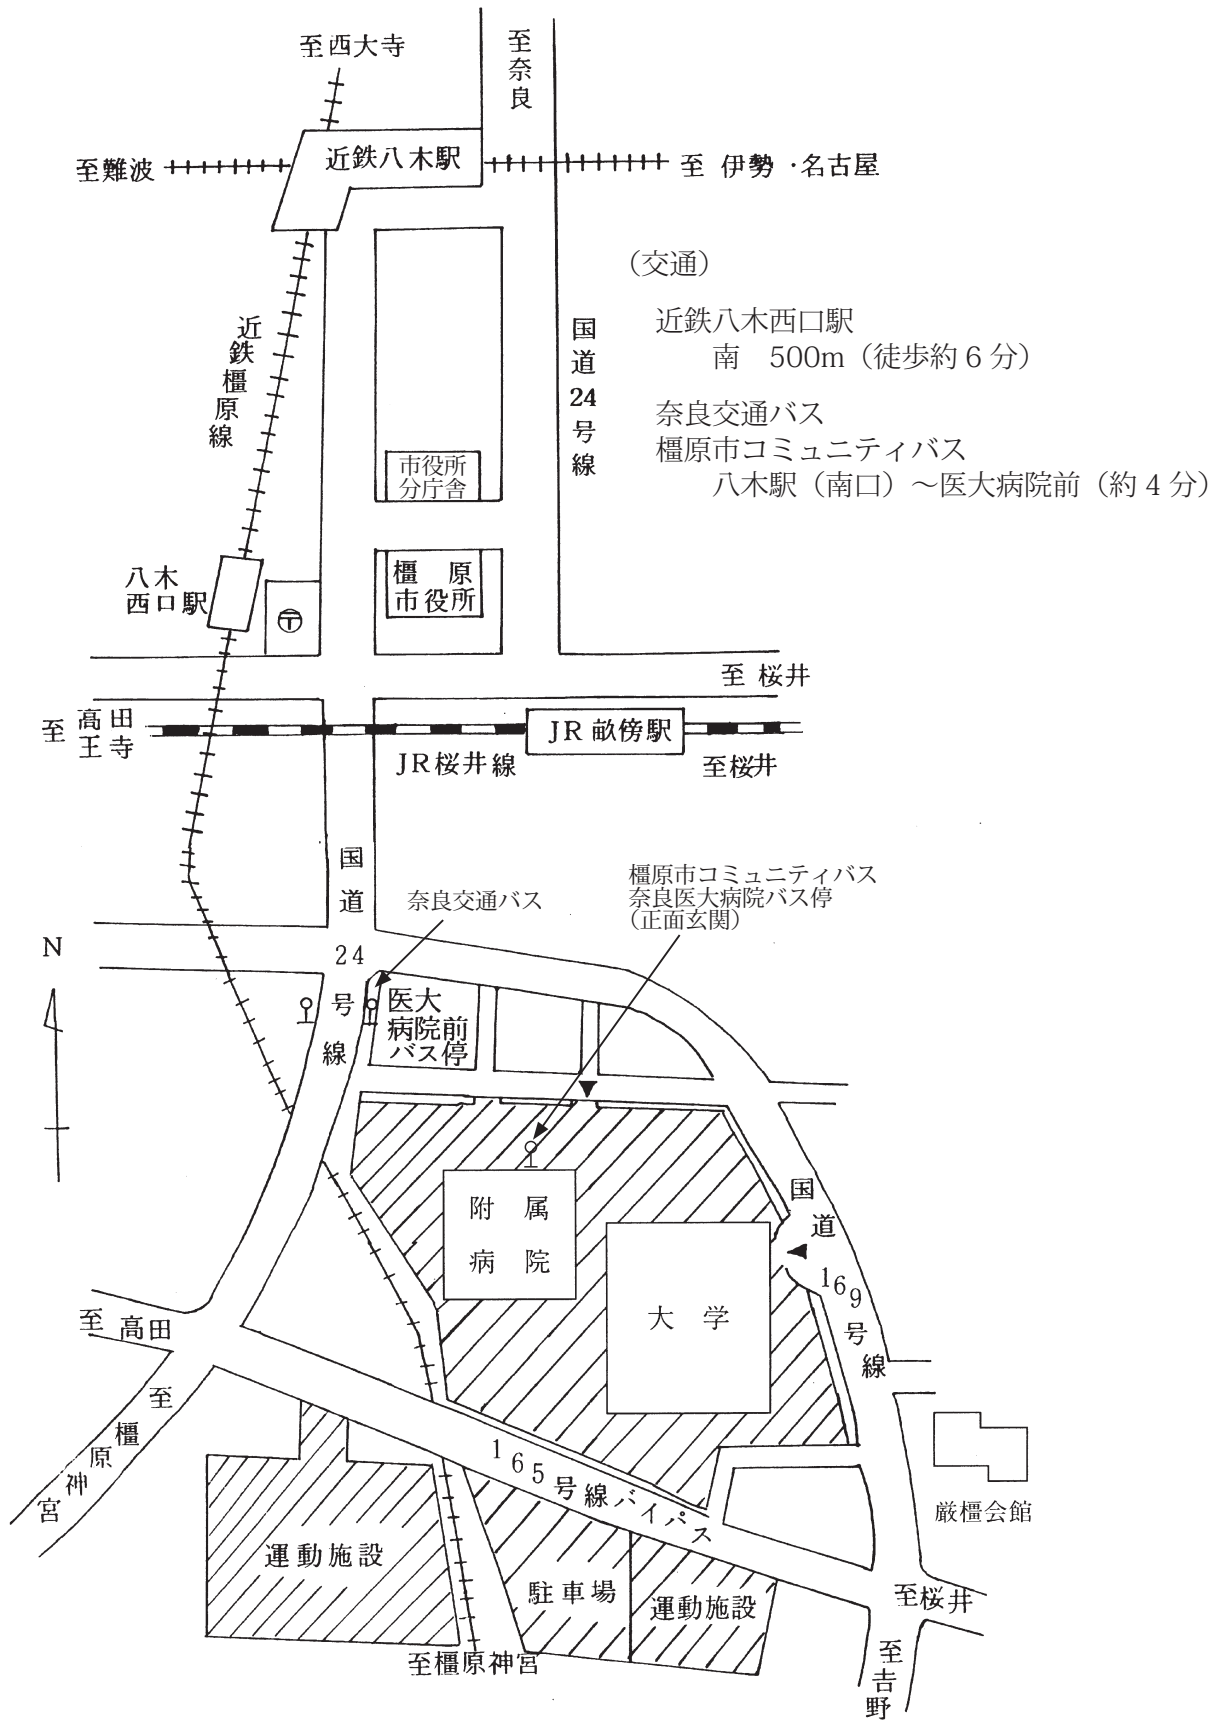 至西大寺
至奈良
至難波
近鉄八木駅
至 伊勢・名古屋
（交通）
近鉄八木西口駅
南　500m（徒歩約6分）
奈良交通バス
橿原市コミュニティバス
八木駅（南口）～医大病院前（約4分）
近鉄橿原線
国道24号線
市役所
分庁舎
八木
西口駅
橿　原
市役所
〒
至 桜井
至 高田
王寺
JR 畝傍駅
JR桜井線
至桜井
国道24号線
奈良交通バス
橿原市コミュニティバス
奈良医大病院バス停
(正面玄関)
N
医大
病院前
バス停
附　属
病　院
大　学
国道169号線
至 高田
至橿原神宮
165号線バイパス
厳橿会館
運動施設
駐車場
運動施設
至桜井
至橿原神宮
至吉野